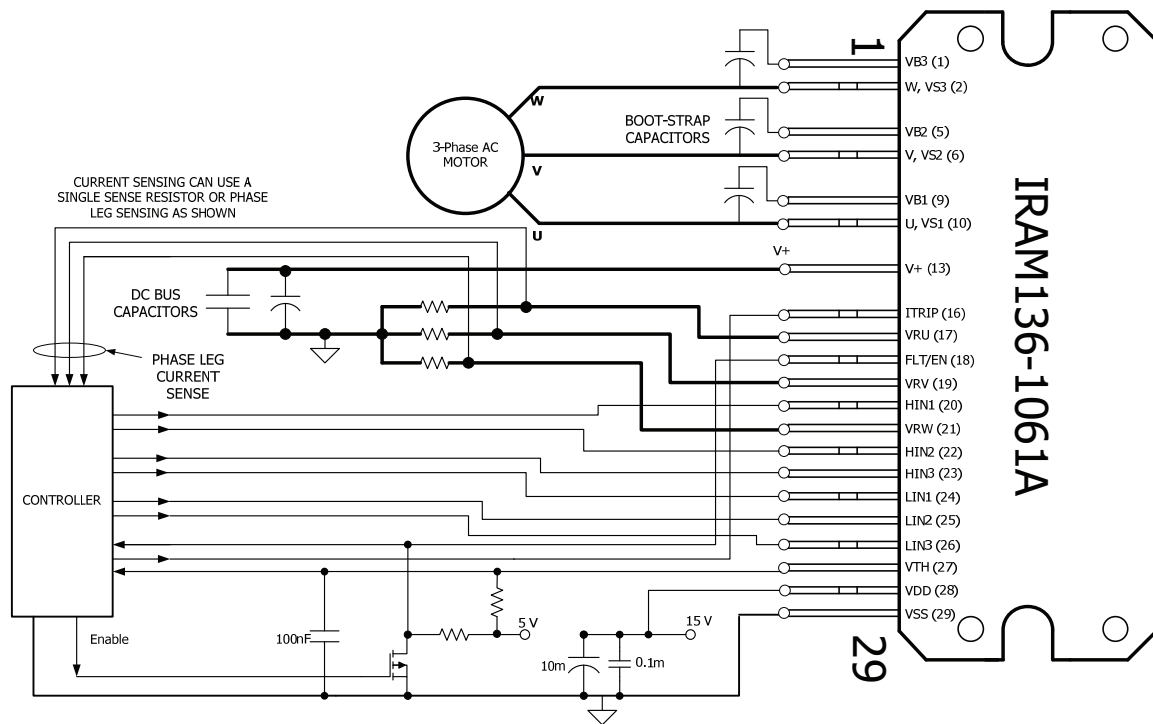 1
VB3 (1)
W, VS3 (2)
W
BOOT-STRAP
CAPACITORS
VB2 (5)
3-Phase AC
MOTOR
V, VS2 (6)
V
CURRENT SENSING CAN USE A
SINGLE SENSE RESISTOR OR PHASE
LEG SENSING AS SHOWN
VB1 (9)
U, VS1 (10)
U
V+
V+ (13)
DC BUS
CAPACITORS
ITRIP (16)
VRU (17)
PHASE LEG
CURRENT
SENSE
FLT/EN (18)
VRV (19)
HIN1 (20)
VRW (21)
HIN2 (22)
HIN3 (23)
CONTROLLER
LIN1 (24)
LIN2 (25)
LIN3 (26)
VTH (27)
VDD (28)
VSS (29)
IRAM136-1061A
Enable
100nF
5 V
15 V
10m
0.1m
29